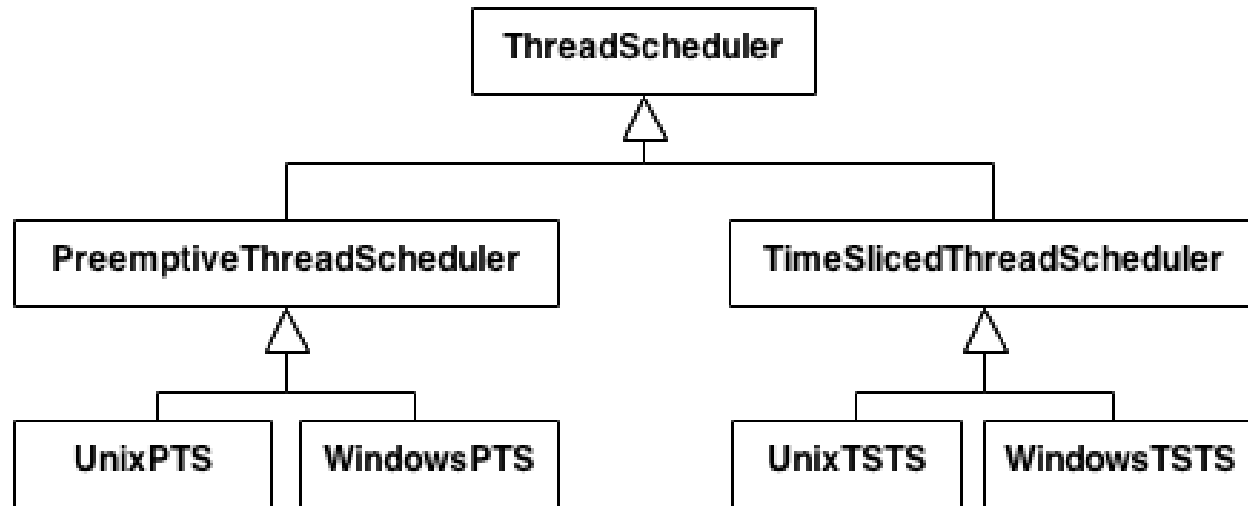 ThreadScheduler
PreemptiveThreadScheduler
TimeSlicedThreadScheduler
UnixPTS
WindowsPTS
UnixTSTS
WindowsTSTS